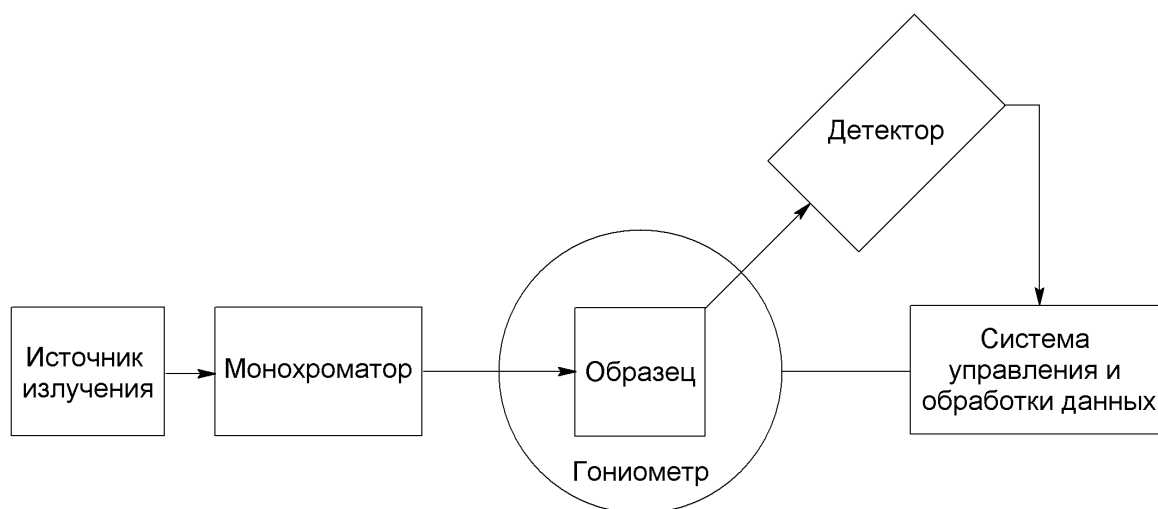 Детектор
Источник
излучения
Монохроматор
Образец
Гониометр
Система
управления и
обработки данных